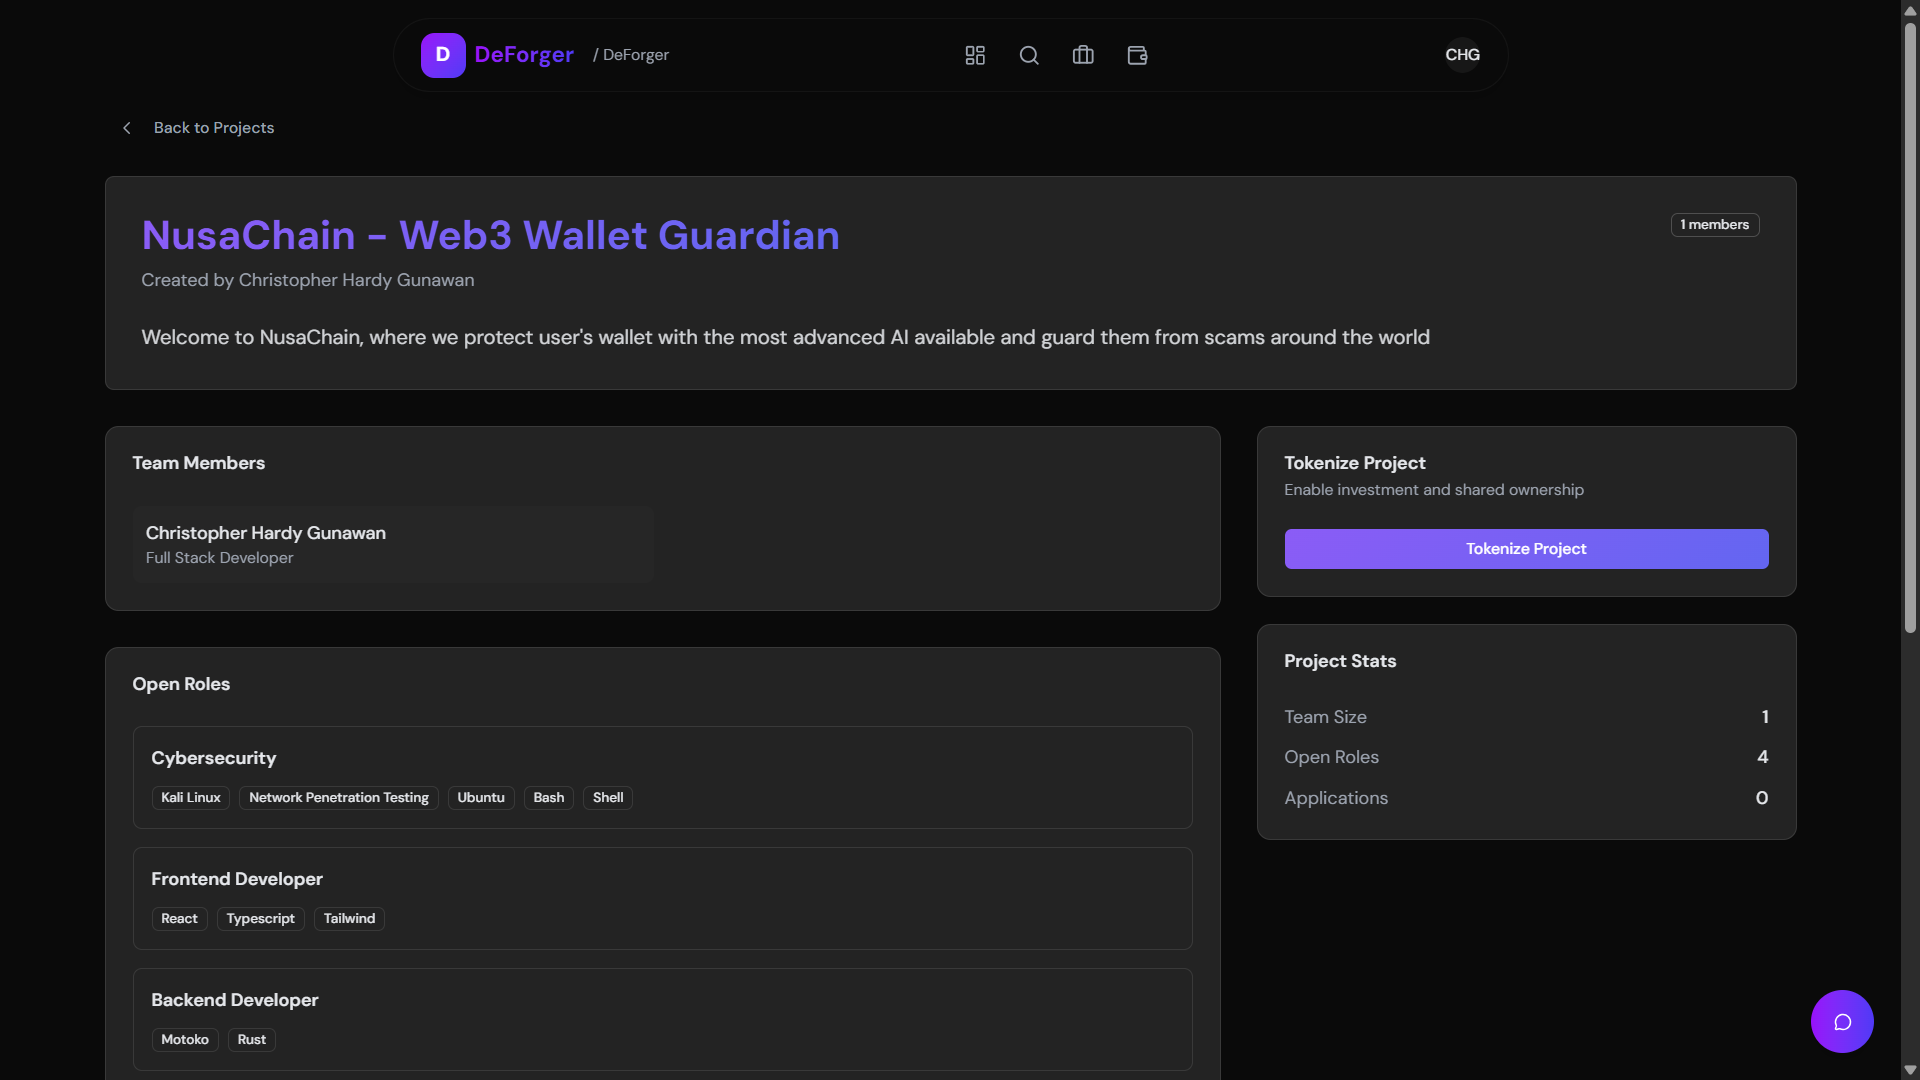 D DeForger / DeForger CHG
Back to Projects
NusaChain - Web3 Wallet Guardian
1 members
Created by Christopher Hardy Gunawan
Welcome to NusaChain, where we protect user's wallet with the most advanced AI available and guard them from scams around the world
Team Members
Christopher Hardy Gunawan
Full Stack Developer
Open Roles
Cybersecurity
Kali Linux Network Penetration Testing Ubuntu Bash Shell
Frontend Developer
React Typescript Tailwind
Backend Developer
Motoko Rust
Tokenize Project
Enable investment and shared ownership
Tokenize Project
Project Stats
Team Size 1
Open Roles 4
Applications 0